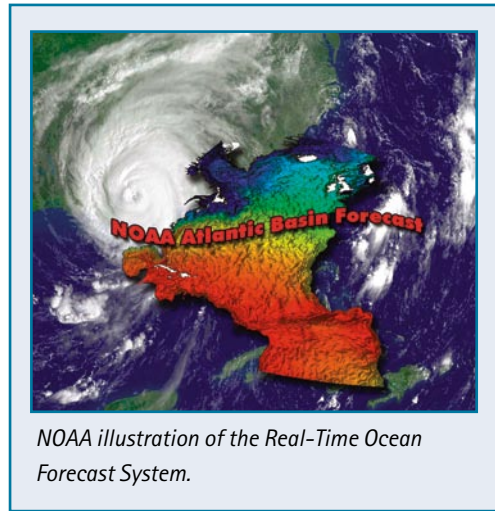 NOAA Atlantic Basin Forecast
NOAA illustration of the Real-Time Ocean
Forecast System.